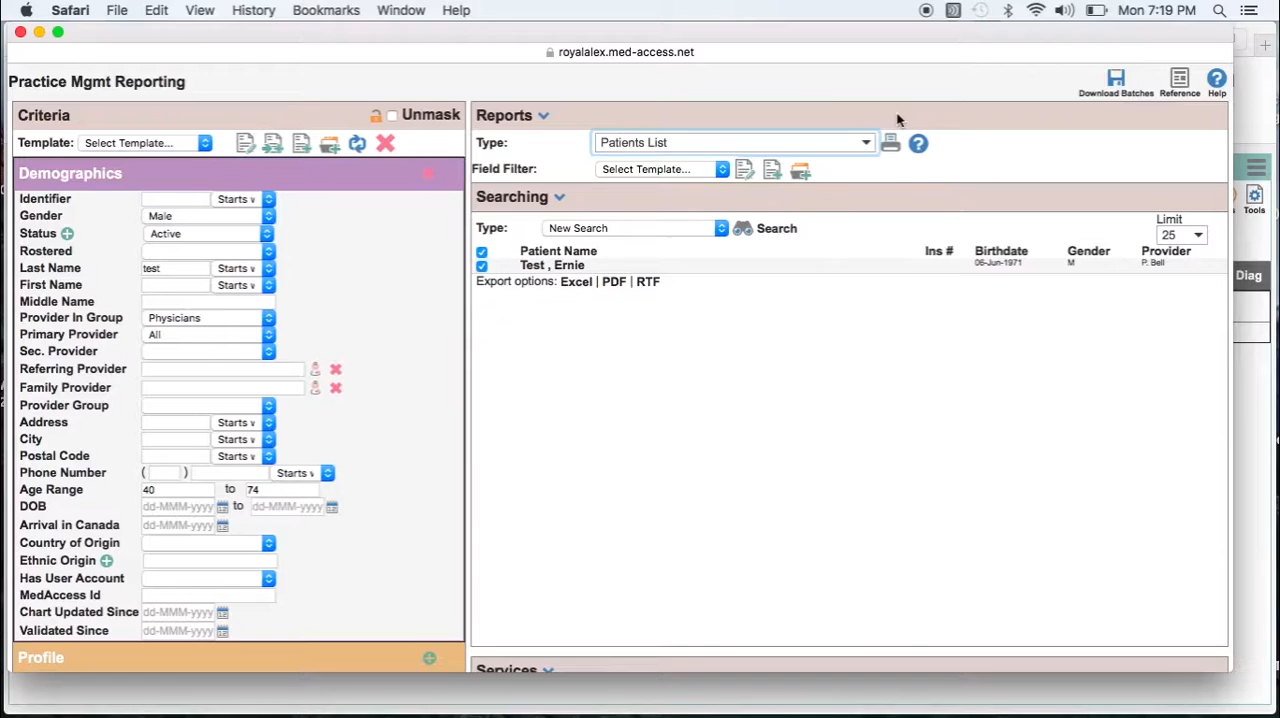 Safari File Edit View History Bookmarks Window Help Mon 7:19 PM
royalalex.med-access.net
Practice Mgmt Reporting
Download Batches Reference Help
Criteria Unmask
Template: Select Template...
Demographics
Identifier Starts
Gender Male
Status Active
Rostered
Last Name test Starts
First Name Starts
Middle Name
Provider In Group Physicians
Primary Provider All
Sec. Provider
Referring Provider
Family Provider
Provider Group
Address Starts
City Starts
Postal Code Starts
Phone Number ( ) Starts
Age Range 40 to 74
DOB dd-MMM-yyyy to dd-MMM-yyyy
Arrival in Canada dd-MMM-yyyy
Country of Origin
Ethnic Origin
Has User Account
MedAccess Id
Chart Updated Since dd-MMM-yyyy
Validated Since dd-MMM-yyyy
Profile
Reports
Type: Patients List
Field Filter: Select Template...
Searching
Type: New Search Search
Limit
25
Patient Name Ins # Birthdate Gender Provider
Test , Ernie 06-Jun-1971 M P. Bell
Export options: Excel | PDF | RTF
Services
Tools
Diag